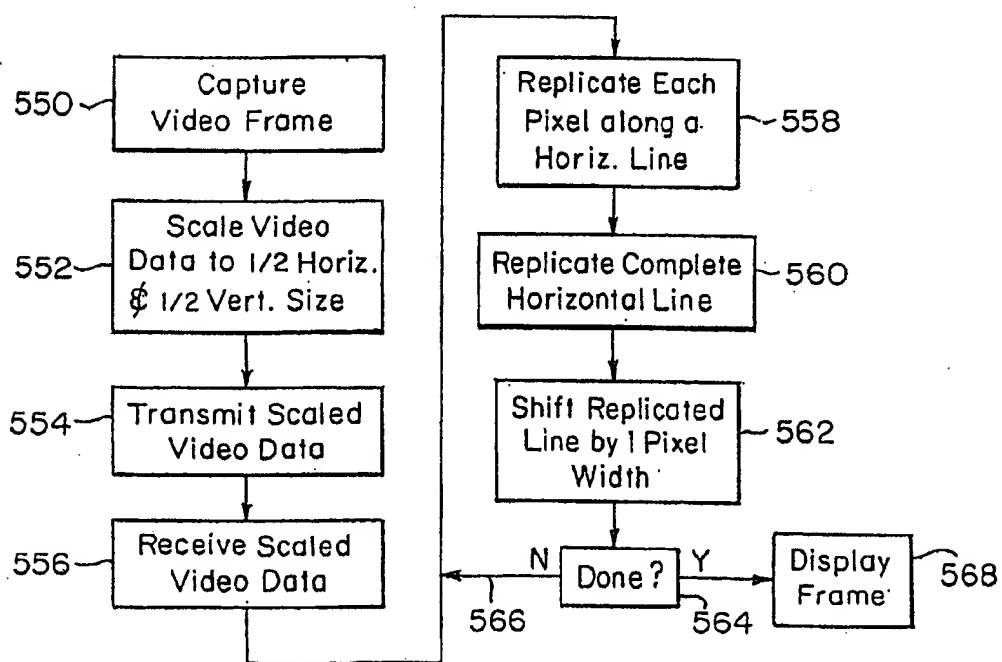 550
Capture
Video Frame
552
Scale Video
Data to 1/2 Horiz.
& 1/2 Vert. Size
554
Transmit Scaled
Video Data
556
Receive Scaled
Video Data
Replicate Each
Pixel along a
Horiz. Line
558
Replicate Complete
Horizontal Line
560
Shift Replicated
Line by 1 Pixel
Width
562
N
Done?
Y
564
566
Display
Frame
568